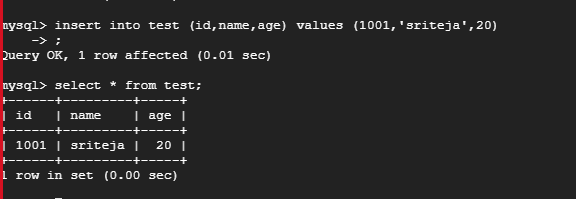 mysql> insert into test (id,name,age) values (1001,'sriteja',20)
    -> ;
Query OK, 1 row affected (0.01 sec)
mysql> select * from test;
+------+---------+-----+
| id   | name    | age |
+------+---------+-----+
| 1001 | sriteja |  20 |
+------+---------+-----+
1 row in set (0.00 sec)